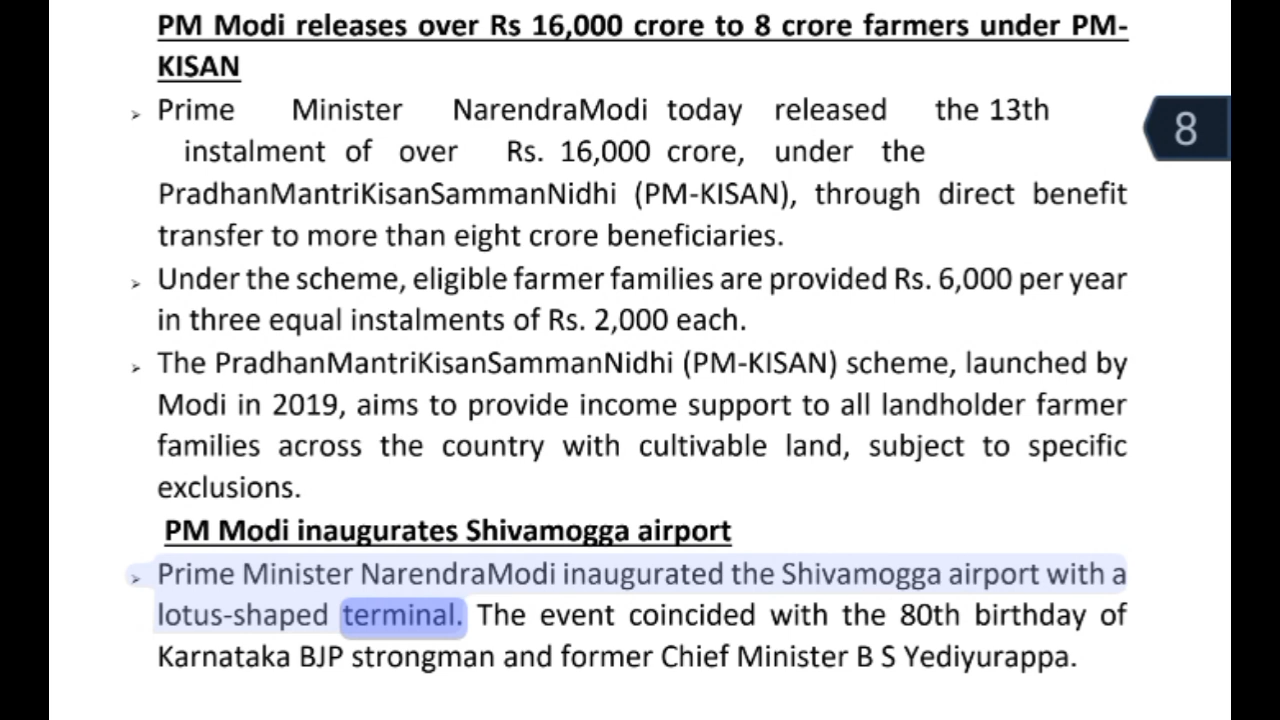 PM Modi releases over Rs 16,000 crore to 8 crore farmers under PM-
KISAN
➢ Prime Minister NarendraModi today released the 13th
instalment of over Rs. 16,000 crore, under the
PradhanMantriKisanSammanNidhi (PM-KISAN), through direct benefit
transfer to more than eight crore beneficiaries.
➢ Under the scheme, eligible farmer families are provided Rs. 6,000 per year
in three equal instalments of Rs. 2,000 each.
➢ The PradhanMantriKisanSammanNidhi (PM-KISAN) scheme, launched by
Modi in 2019, aims to provide income support to all landholder farmer
families across the country with cultivable land, subject to specific
exclusions.
PM Modi inaugurates Shivamogga airport
➢ Prime Minister NarendraModi inaugurated the Shivamogga airport with a
lotus-shaped terminal. The event coincided with the 80th birthday of
Karnataka BJP strongman and former Chief Minister B S Yediyurappa.
8